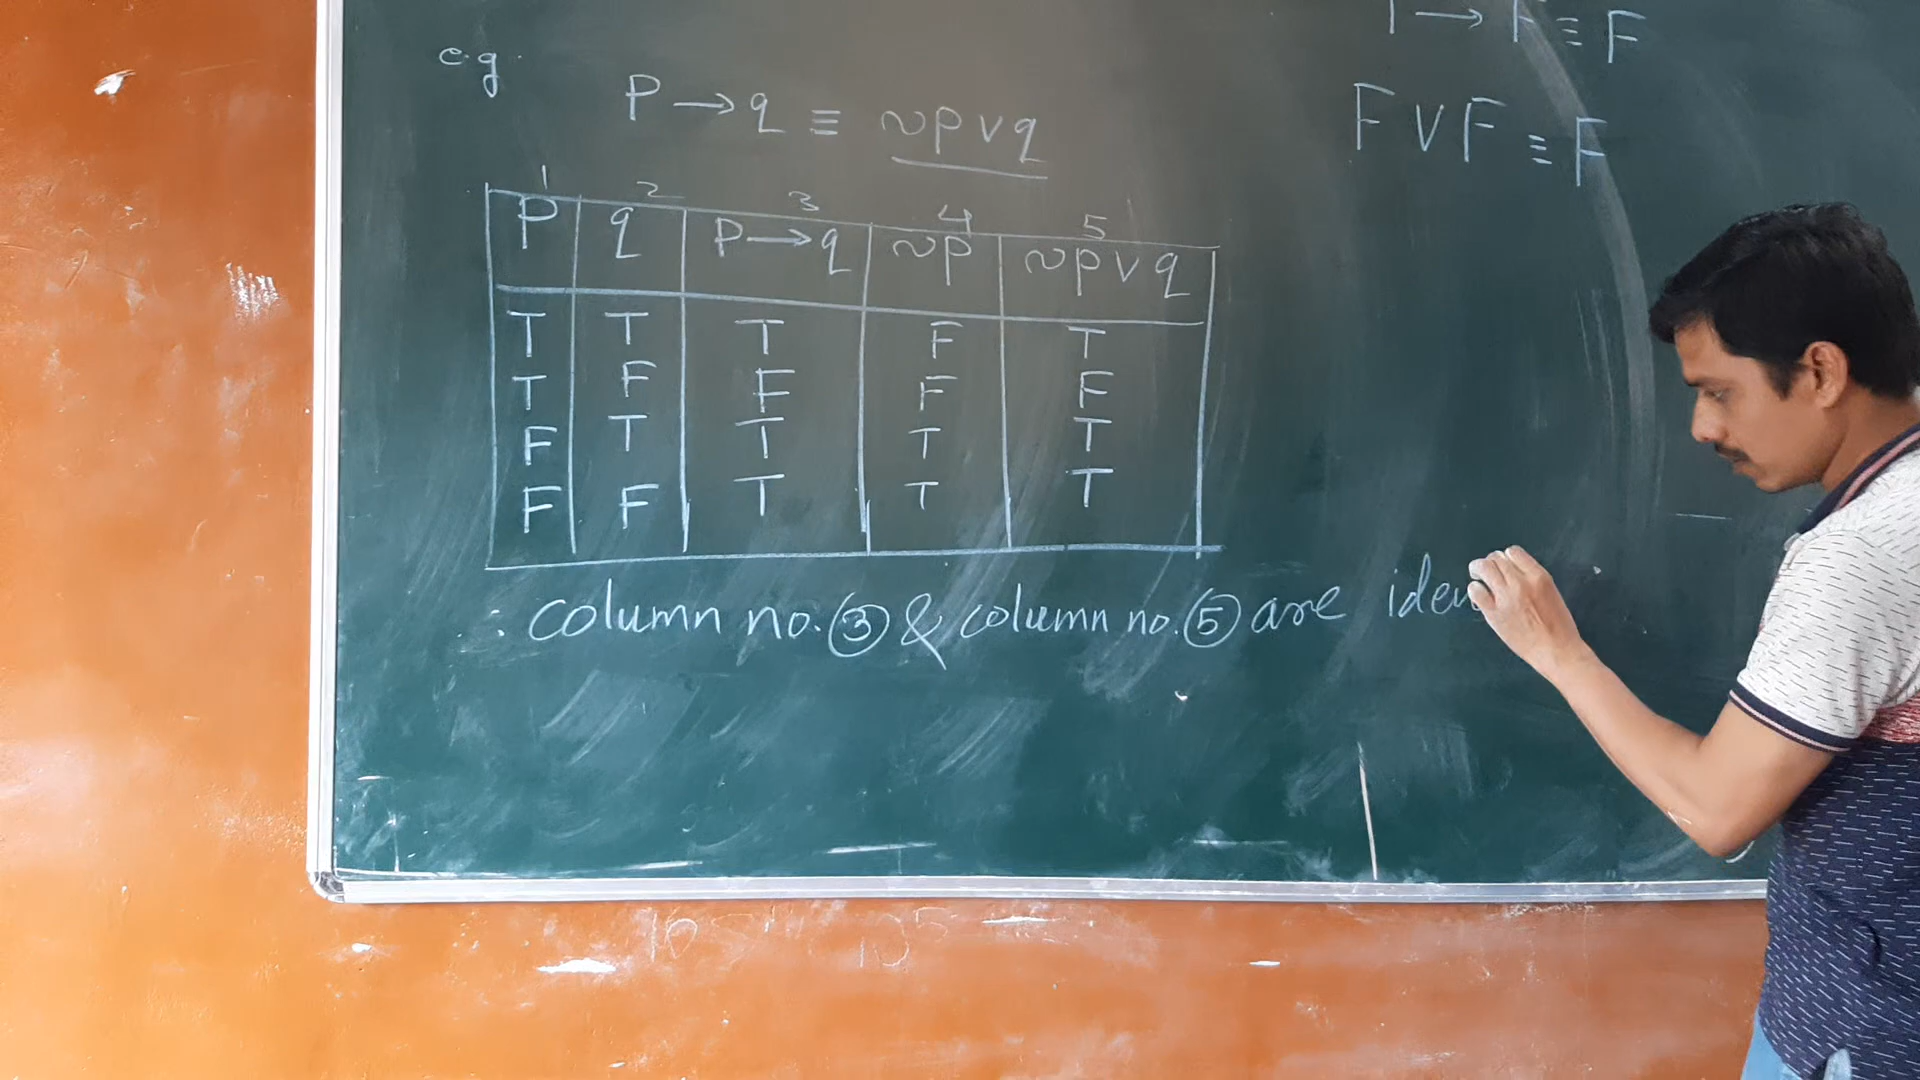 e.g.
P → q ≡ ~p ∨ q
T → F ≡ F
F ∨ F ≡ F
1 2 3 4 5
P q P → q ~p ~p ∨ q
T T T F T
T F F F F
F T T T T
F F T T T
∴ column no. ③ & column no. ⑤ are iden